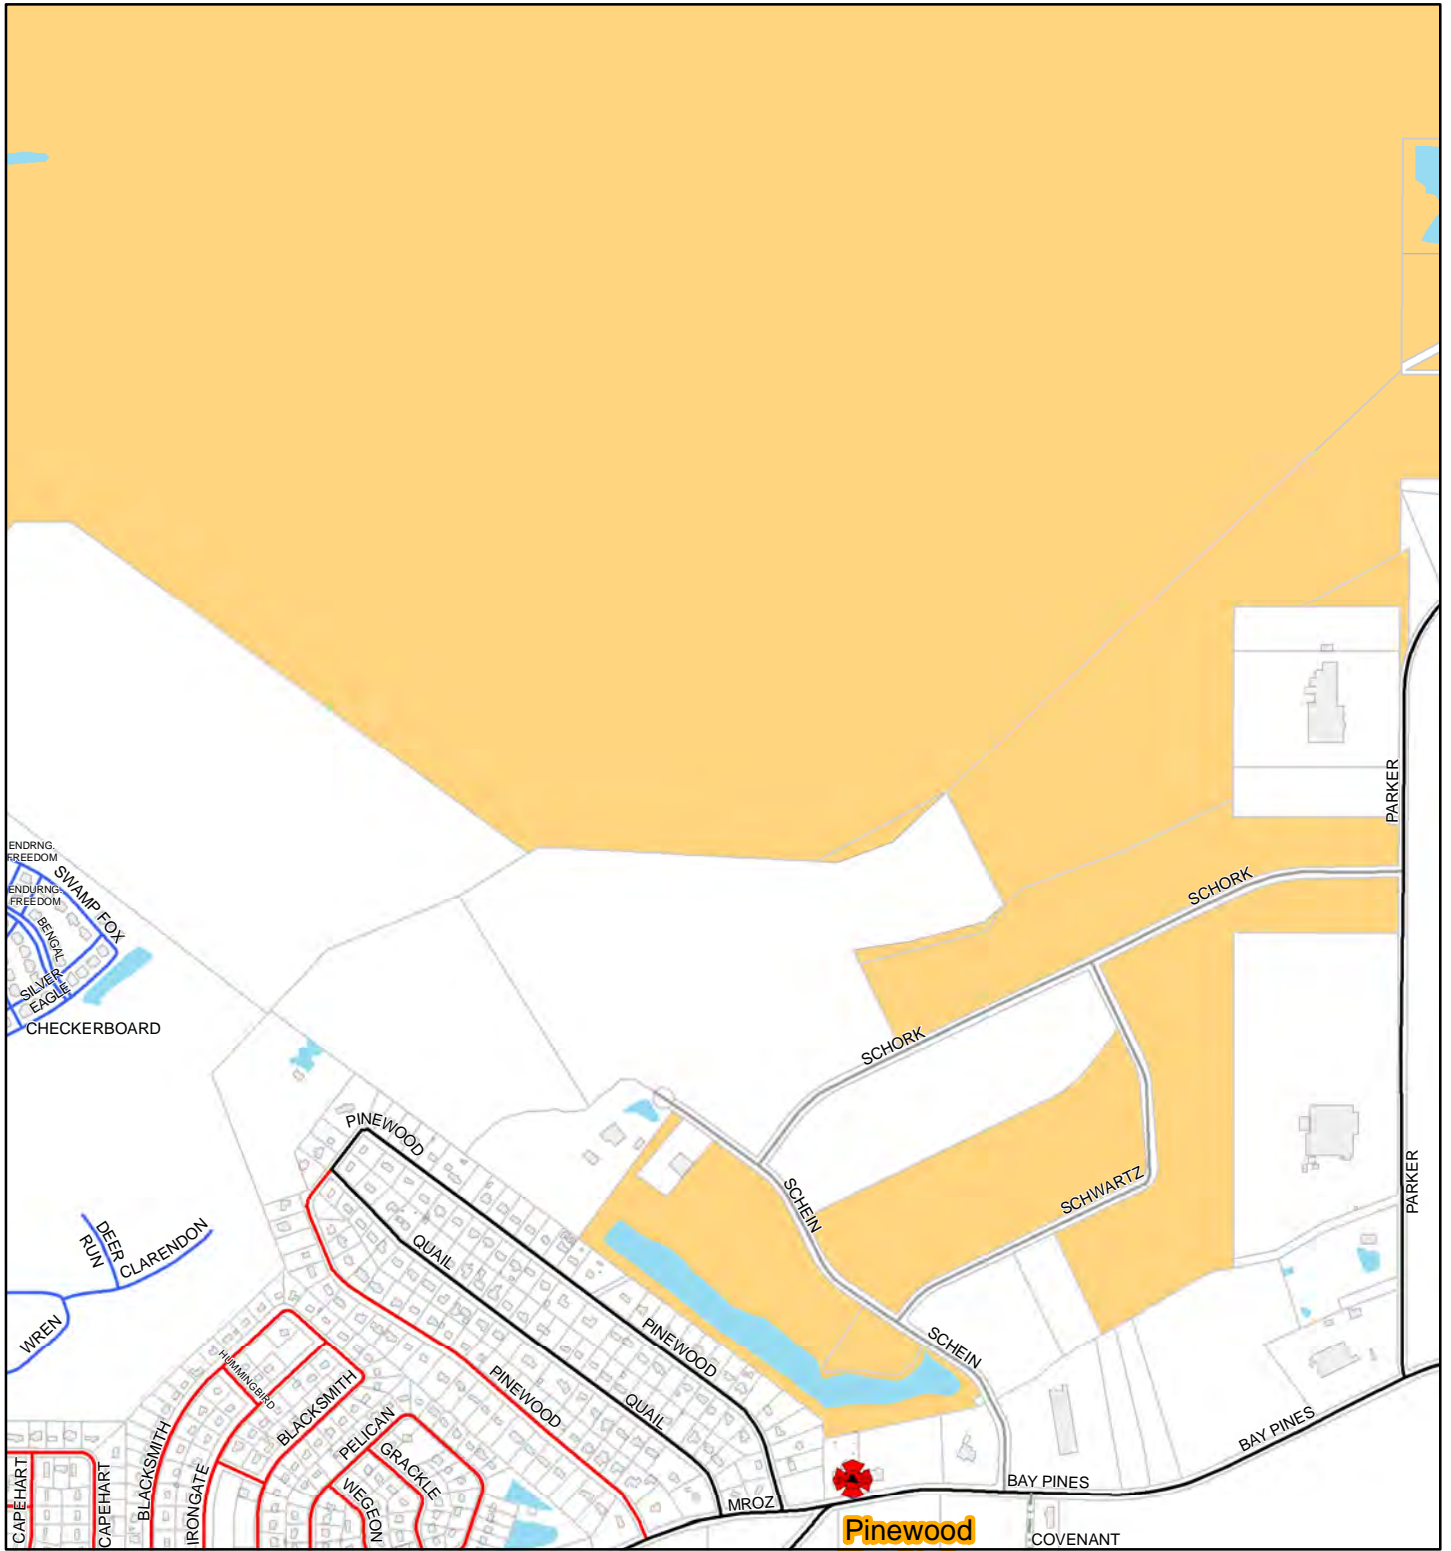 PARKER
ENDRNG.
FREEDOM
SWAMP FOX
ENDURNG.
FREEDOM
SCHORK
BENGAL
SILVER
EAGLE
CHECKERBOARD
SCHORK
PINEWOOD
SCHEIN
SCHWARTZ
PARKER
DEER
RUN
CLARENDON
QUAIL
WREN
PINEWOOD
SCHEIN
HUMMINGBIRD
BLACKSMITH
PINEWOOD
QUAIL
PELICAN
BLACKSMITH
GRACKLE
BAY PINES
CAPEHART
CAPEHART
IRONGATE
WEGEON
MROZ
BAY PINES
Pinewood
COVENANT